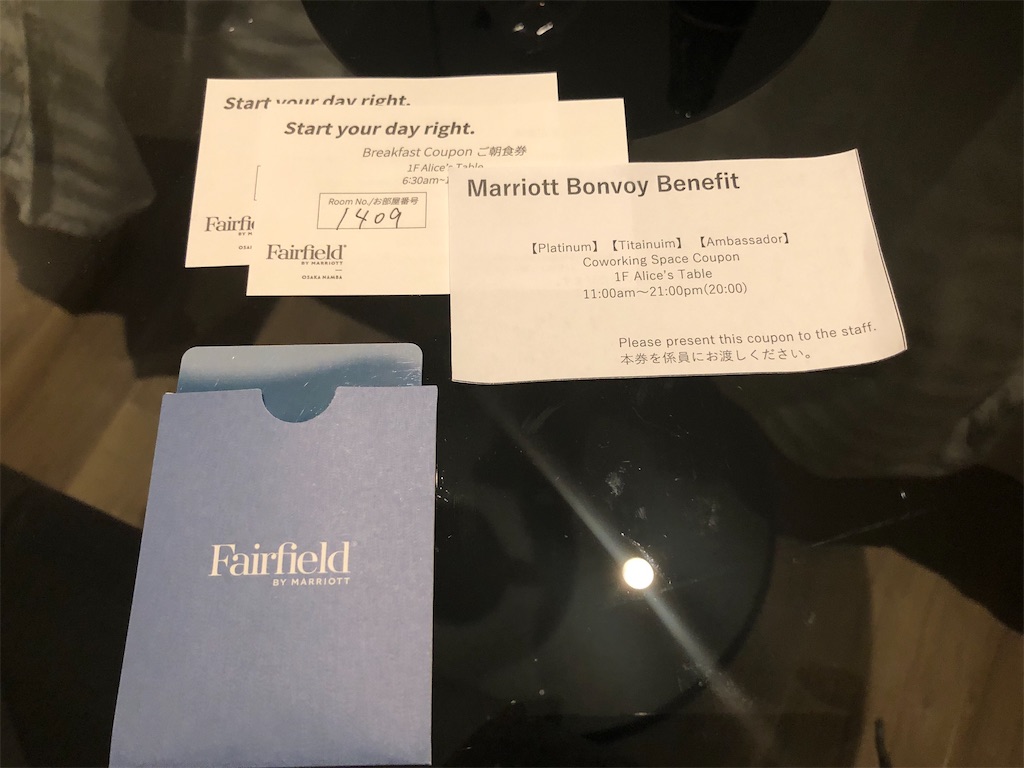 Start your day right.
Start your day right.
Breakfast Coupon ご朝食券
1F Alice's Table
6:30am~1
Room No./お部屋番号
1409
Fairfield
BY MARRIOTT
OSAKA NAMBA
Marriott Bonvoy Benefit
【Platinum】【Titainuim】【Ambassador】
Coworking Space Coupon
1F Alice's Table
11:00am～21:00pm(20:00)
Please present this coupon to the staff.
本券を係員にお渡しください。
Fairfield
BY MARRIOTT